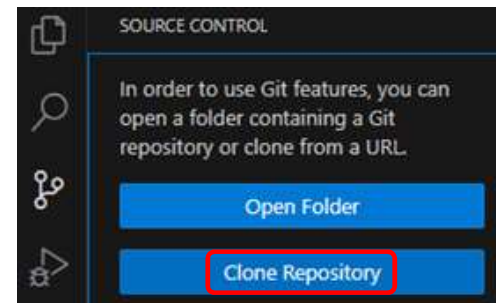 SOURCE CONTROL
In order to use Git features, you can
open a folder containing a Git
repository or clone from a URL.
Open Folder
Clone Repository